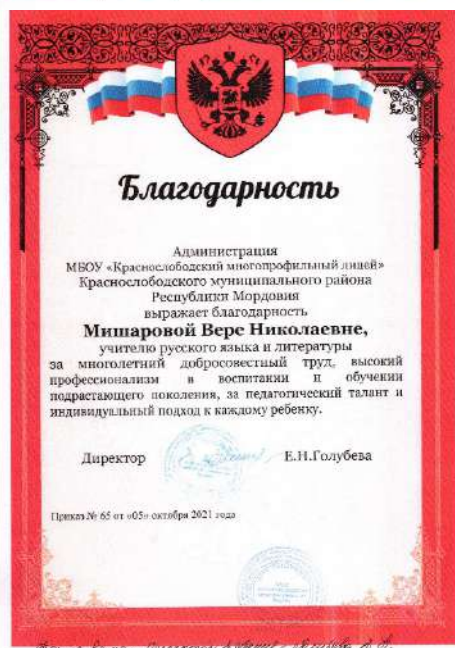 Благодарность
Администрация
МБОУ «Краснослободский многопрофильный лицей»
Краснослободского муниципального района
Республики Мордовия
выражает благодарность
Мишаровой Вере Николаевне,
учителю русского языка и литературы
за многолетний добросовестный труд, высокий
профессионализм в воспитании и обучении
подрастающего поколения, за педагогический талант и
индивидуальный подход к каждому ребенку.
Директор Е.Н.Голубева
Приказ № 65 от «05» октября 2021 года